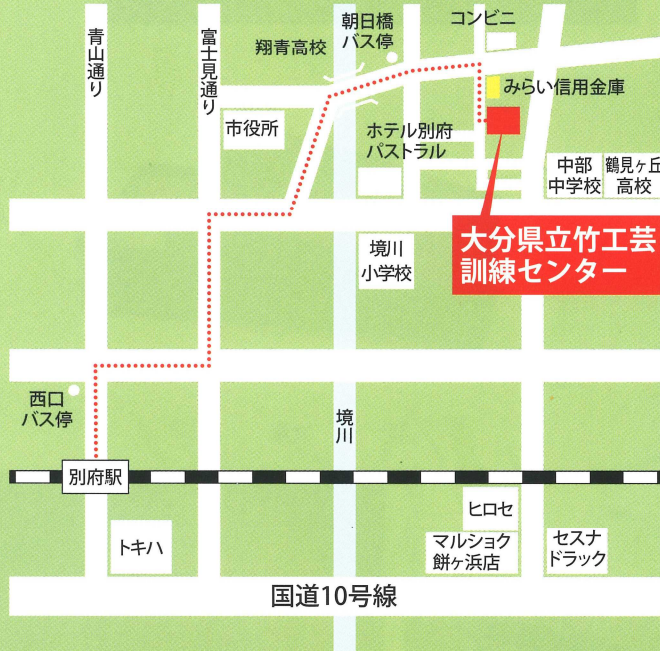 コンビニ
朝日橋
バス停
翔青高校
青山通り
富士見通り
みらい信用金庫
市役所
ホテル別府
パストラル
中部
中学校
鶴見ヶ丘
高校
大分県立竹工芸
訓練センター
境川
小学校
西口
バス停
境川
別府駅
ヒロセ
トキハ
マルショク
餅ヶ浜店
セスナ
ドラック
国道10号線